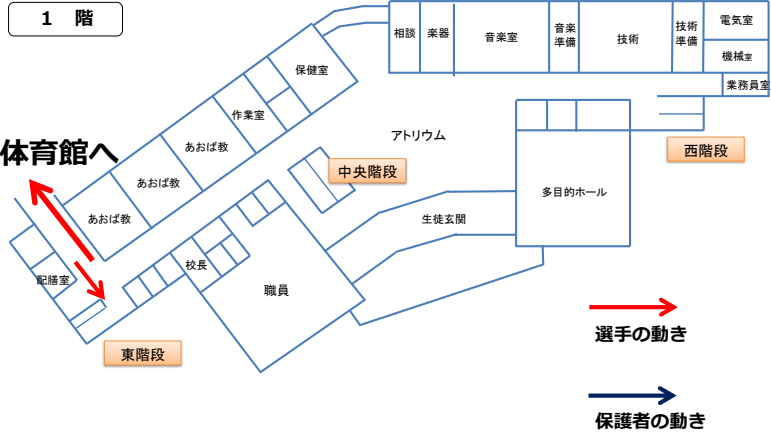 1 階
相談
楽器
音楽室
音楽
準備
技術
技術
準備
電気室
機械室
業務員室
保健室
作業室
あおば教
あおば教
あおば教
体育館へ
アトリウム
中央階段
西階段
多目的ホール
生徒玄関
配膳室
校長
職員
東階段
選手の動き
保護者の動き